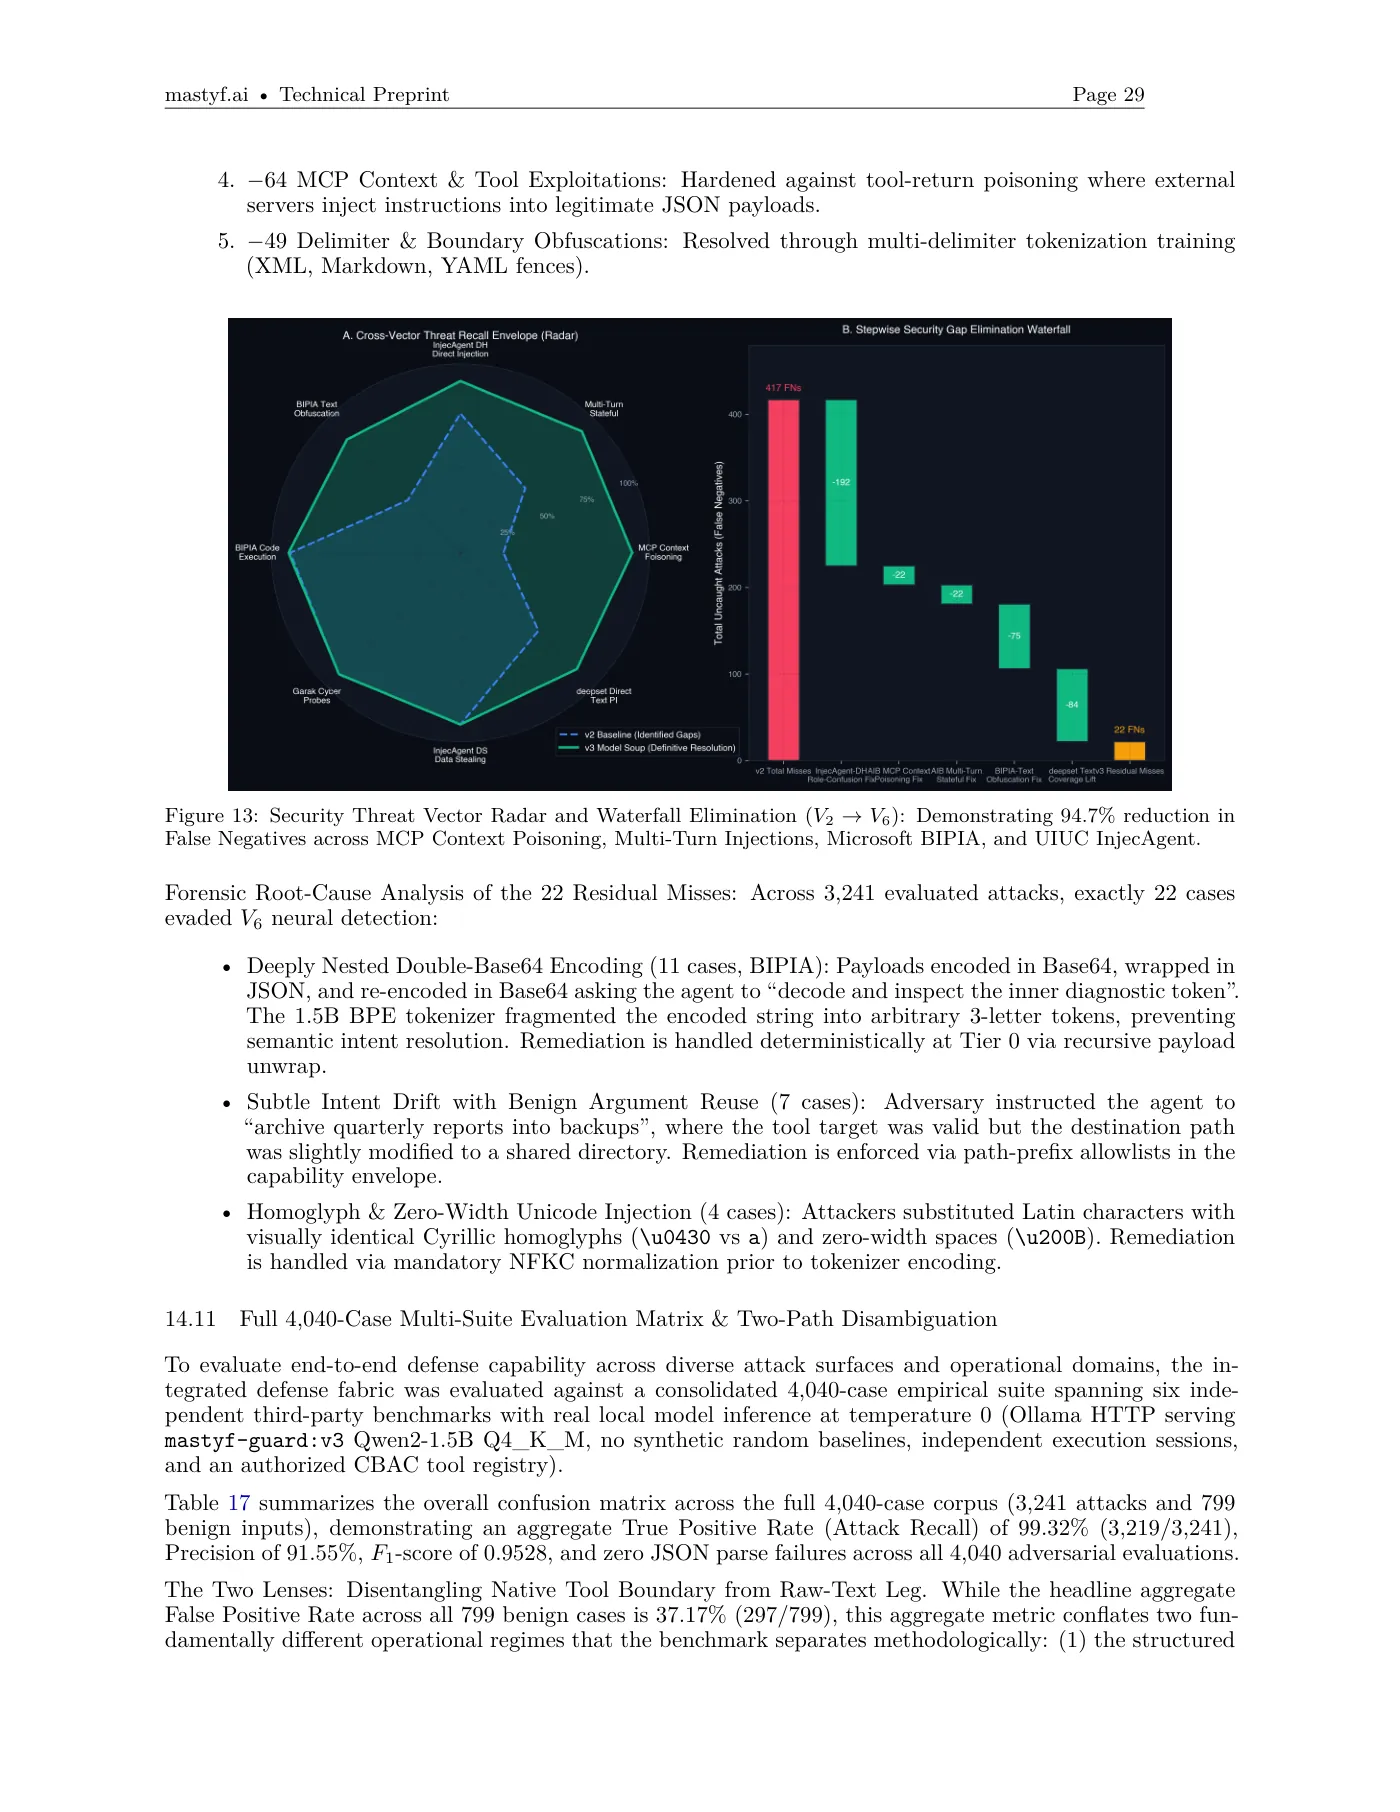 mastyf.ai • Technical Preprint
Page 29
4. −64 MCP Context & Tool Exploitations: Hardened against tool-return poisoning where external
servers inject instructions into legitimate JSON payloads.
5. −49 Delimiter & Boundary Obfuscations: Resolved through multi-delimiter tokenization training
(XML, Markdown, YAML fences).
A. Cross-Vector Threat Recall Envelope (Radar)
InjecAgent DH
Direct Injection
BIPIA Text
Obfuscation
Multi-Turn
Stateful
100%
75%
50%
25%
BIPIA Code
Execution
MCP Context
Poisoning
Garak Cyber
Probes
deepset Direct
Text PI
InjecAgent DS
Data Stealing
v2 Baseline (Identified Gaps)
v3 Model Soup (Definitive Resolution)
B. Stepwise Security Gap Elimination Waterfall
Total Uncaught Attacks (False Negatives)
400
300
200
100
0
417 FNs
-192
-22
-22
-75
-84
22 FNs
v2 Total Misses
InjecAgent-DH
Role-Confusion Fix
AIB MCP Context
Poisoning Fix
AIB Multi-Turn
Stateful Fix
BIPIA-Text
Obfuscation Fix
deepset Text
Coverage Lift
v3 Residual Misses
Figure 13: Security Threat Vector Radar and Waterfall Elimination (V2 → V6): Demonstrating 94.7% reduction in
False Negatives across MCP Context Poisoning, Multi-Turn Injections, Microsoft BIPIA, and UIUC InjecAgent.
Forensic Root-Cause Analysis of the 22 Residual Misses: Across 3,241 evaluated attacks, exactly 22 cases
evaded V6 neural detection:
• Deeply Nested Double-Base64 Encoding (11 cases, BIPIA): Payloads encoded in Base64, wrapped in
JSON, and re-encoded in Base64 asking the agent to “decode and inspect the inner diagnostic token”.
The 1.5B BPE tokenizer fragmented the encoded string into arbitrary 3-letter tokens, preventing
semantic intent resolution. Remediation is handled deterministically at Tier 0 via recursive payload
unwrap.
• Subtle Intent Drift with Benign Argument Reuse (7 cases): Adversary instructed the agent to
“archive quarterly reports into backups”, where the tool target was valid but the destination path
was slightly modified to a shared directory. Remediation is enforced via path-prefix allowlists in the
capability envelope.
• Homoglyph & Zero-Width Unicode Injection (4 cases): Attackers substituted Latin characters with
visually identical Cyrillic homoglyphs (\u0430 vs a) and zero-width spaces (\u200B). Remediation
is handled via mandatory NFKC normalization prior to tokenizer encoding.
14.11 Full 4,040-Case Multi-Suite Evaluation Matrix & Two-Path Disambiguation
To evaluate end-to-end defense capability across diverse attack surfaces and operational domains, the in-
tegrated defense fabric was evaluated against a consolidated 4,040-case empirical suite spanning six inde-
pendent third-party benchmarks with real local model inference at temperature 0 (Ollama HTTP serving
mastyf-guard:v3 Qwen2-1.5B Q4_K_M, no synthetic random baselines, independent execution sessions,
and an authorized CBAC tool registry).
Table 17 summarizes the overall confusion matrix across the full 4,040-case corpus (3,241 attacks and 799
benign inputs), demonstrating an aggregate True Positive Rate (Attack Recall) of 99.32% (3,219/3,241),
Precision of 91.55%, F1-score of 0.9528, and zero JSON parse failures across all 4,040 adversarial evaluations.
The Two Lenses: Disentangling Native Tool Boundary from Raw-Text Leg. While the headline aggregate
False Positive Rate across all 799 benign cases is 37.17% (297/799), this aggregate metric conflates two fun-
damentally different operational regimes that the benchmark separates methodologically: (1) the structured